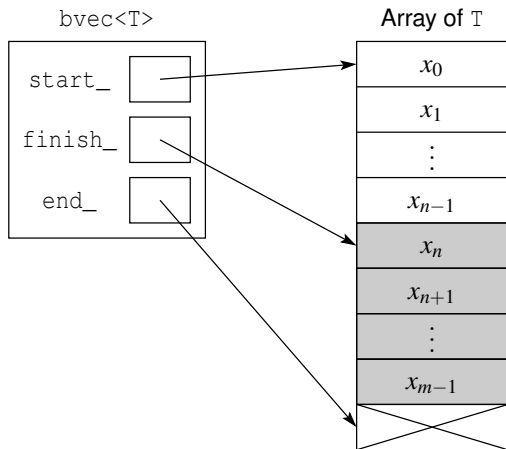 bvec<T>
start_
finish_
end_
Array of T
x₀
x₁
⋮
xₙ₋₁
xₙ
xₙ₊₁
⋮
xₘ₋₁